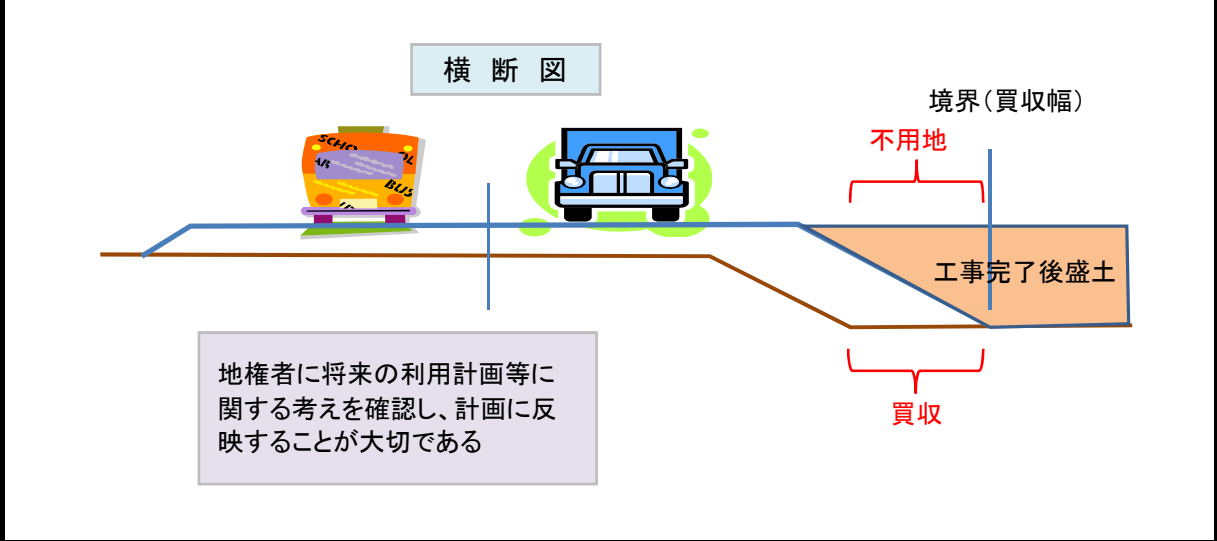 横 断 図
境界(買収幅)
不用地
SCHO
OL
BUS
工事完了後盛土
地権者に将来の利用計画等に
関する考えを確認し、計画に反
映することが大切である
買収